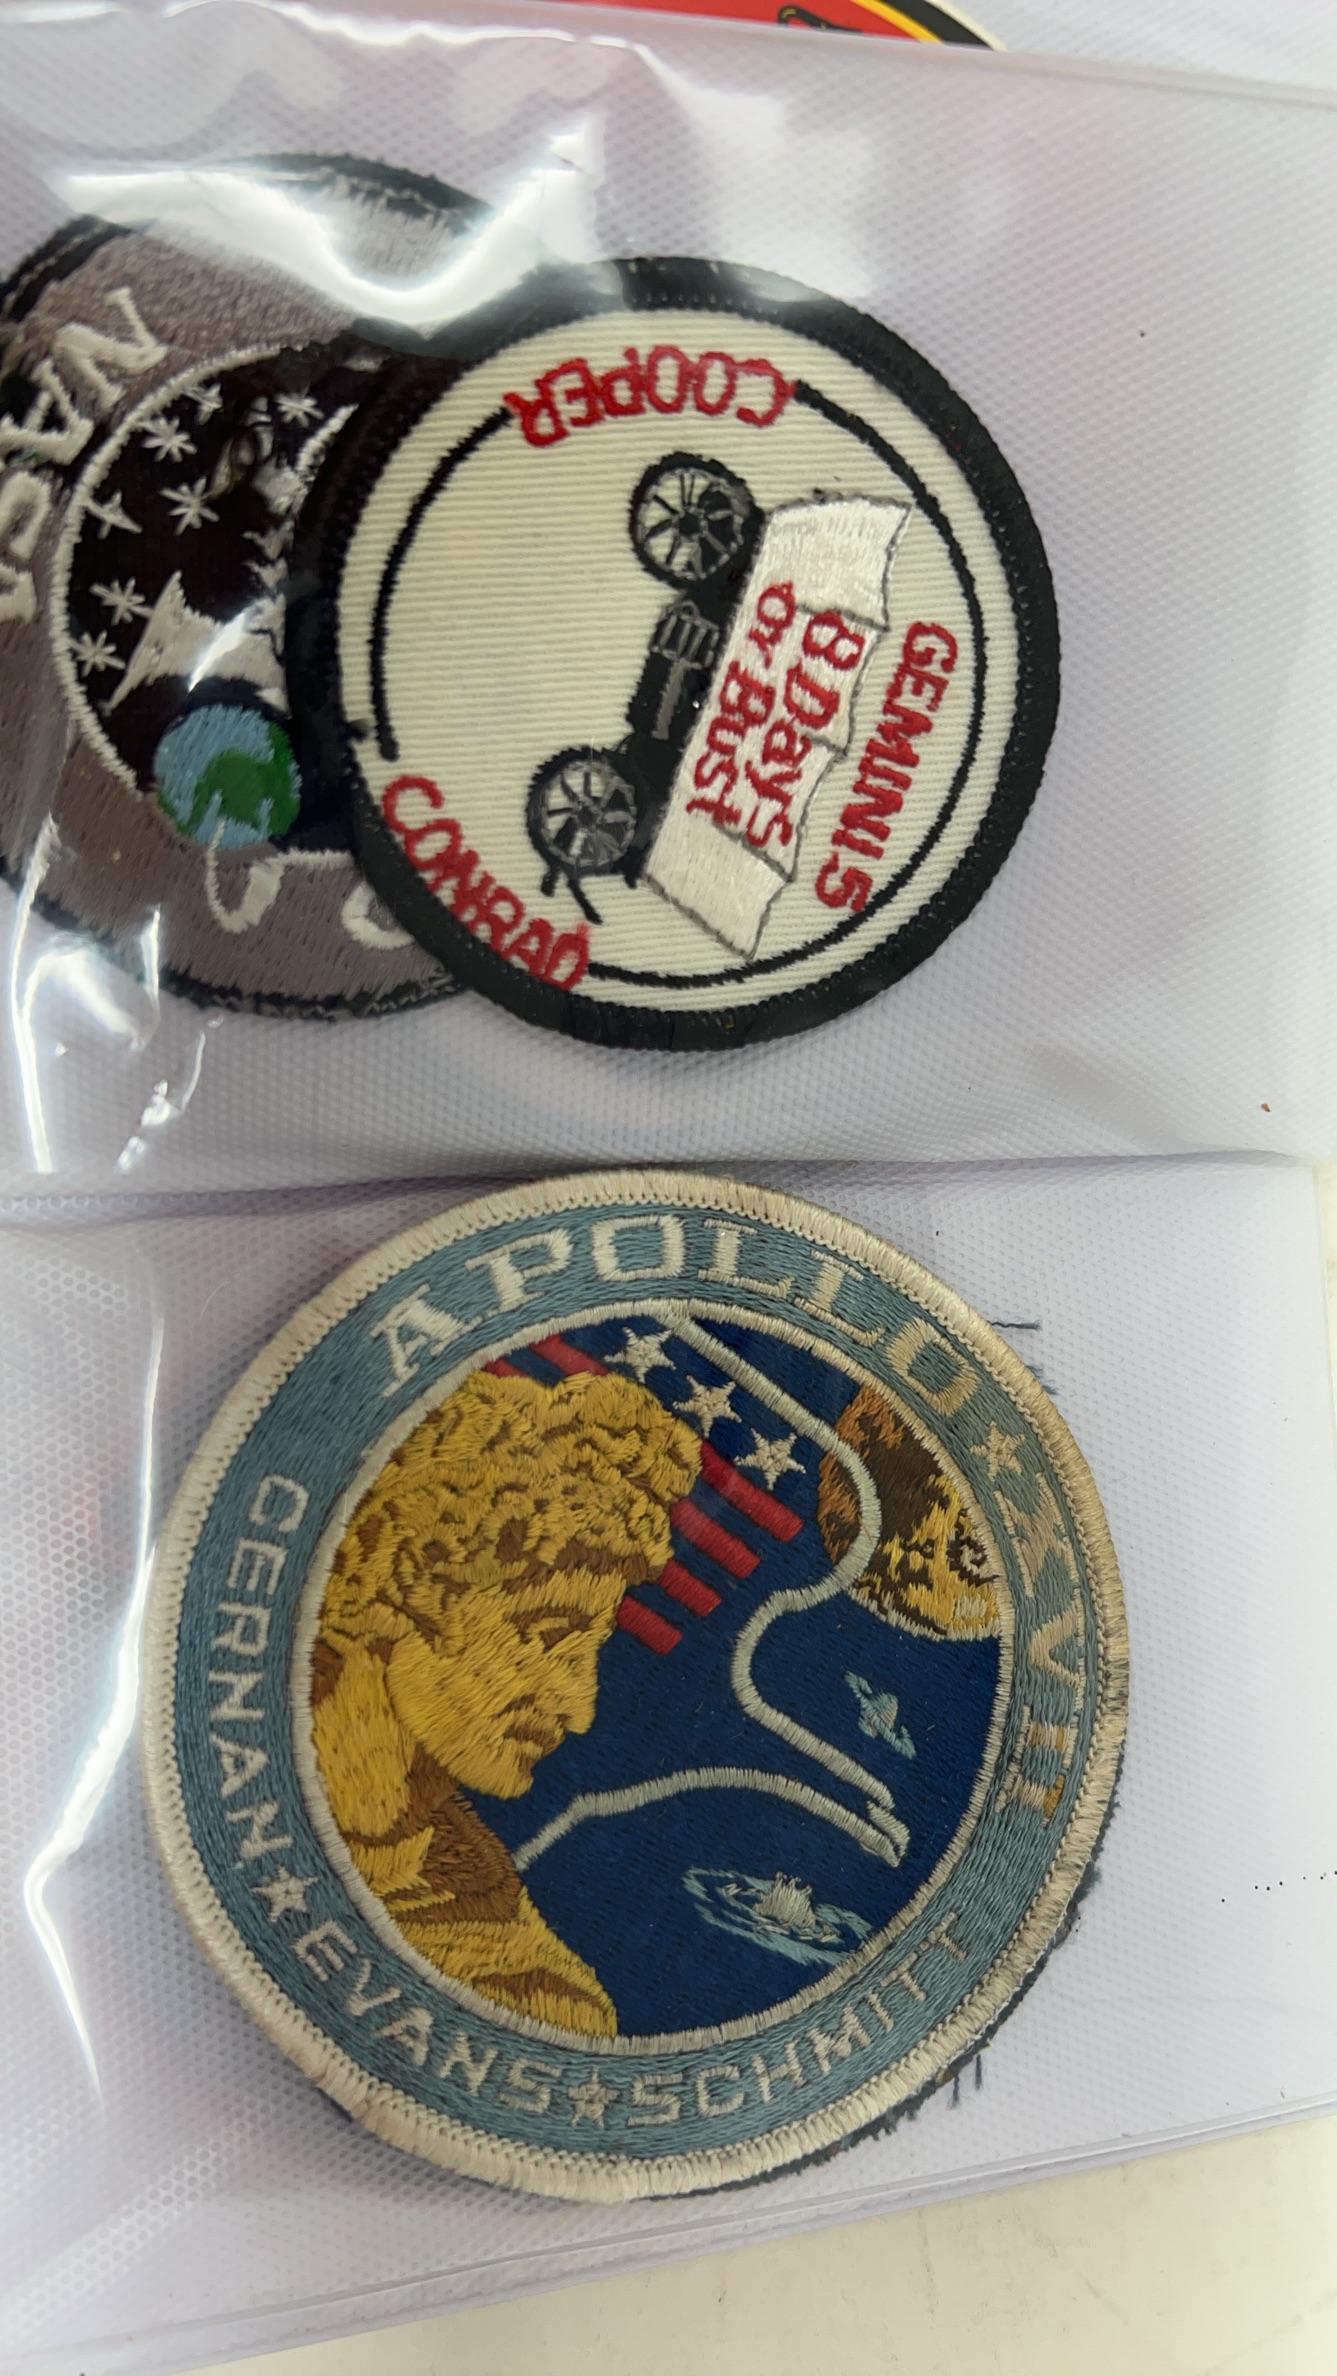 NASA
COOPER
GEMINI 5
8 Days
or Bust
CONRAD
APOLLO ★ XVII
CERNAN ★ EVANS ★ SCHMITT